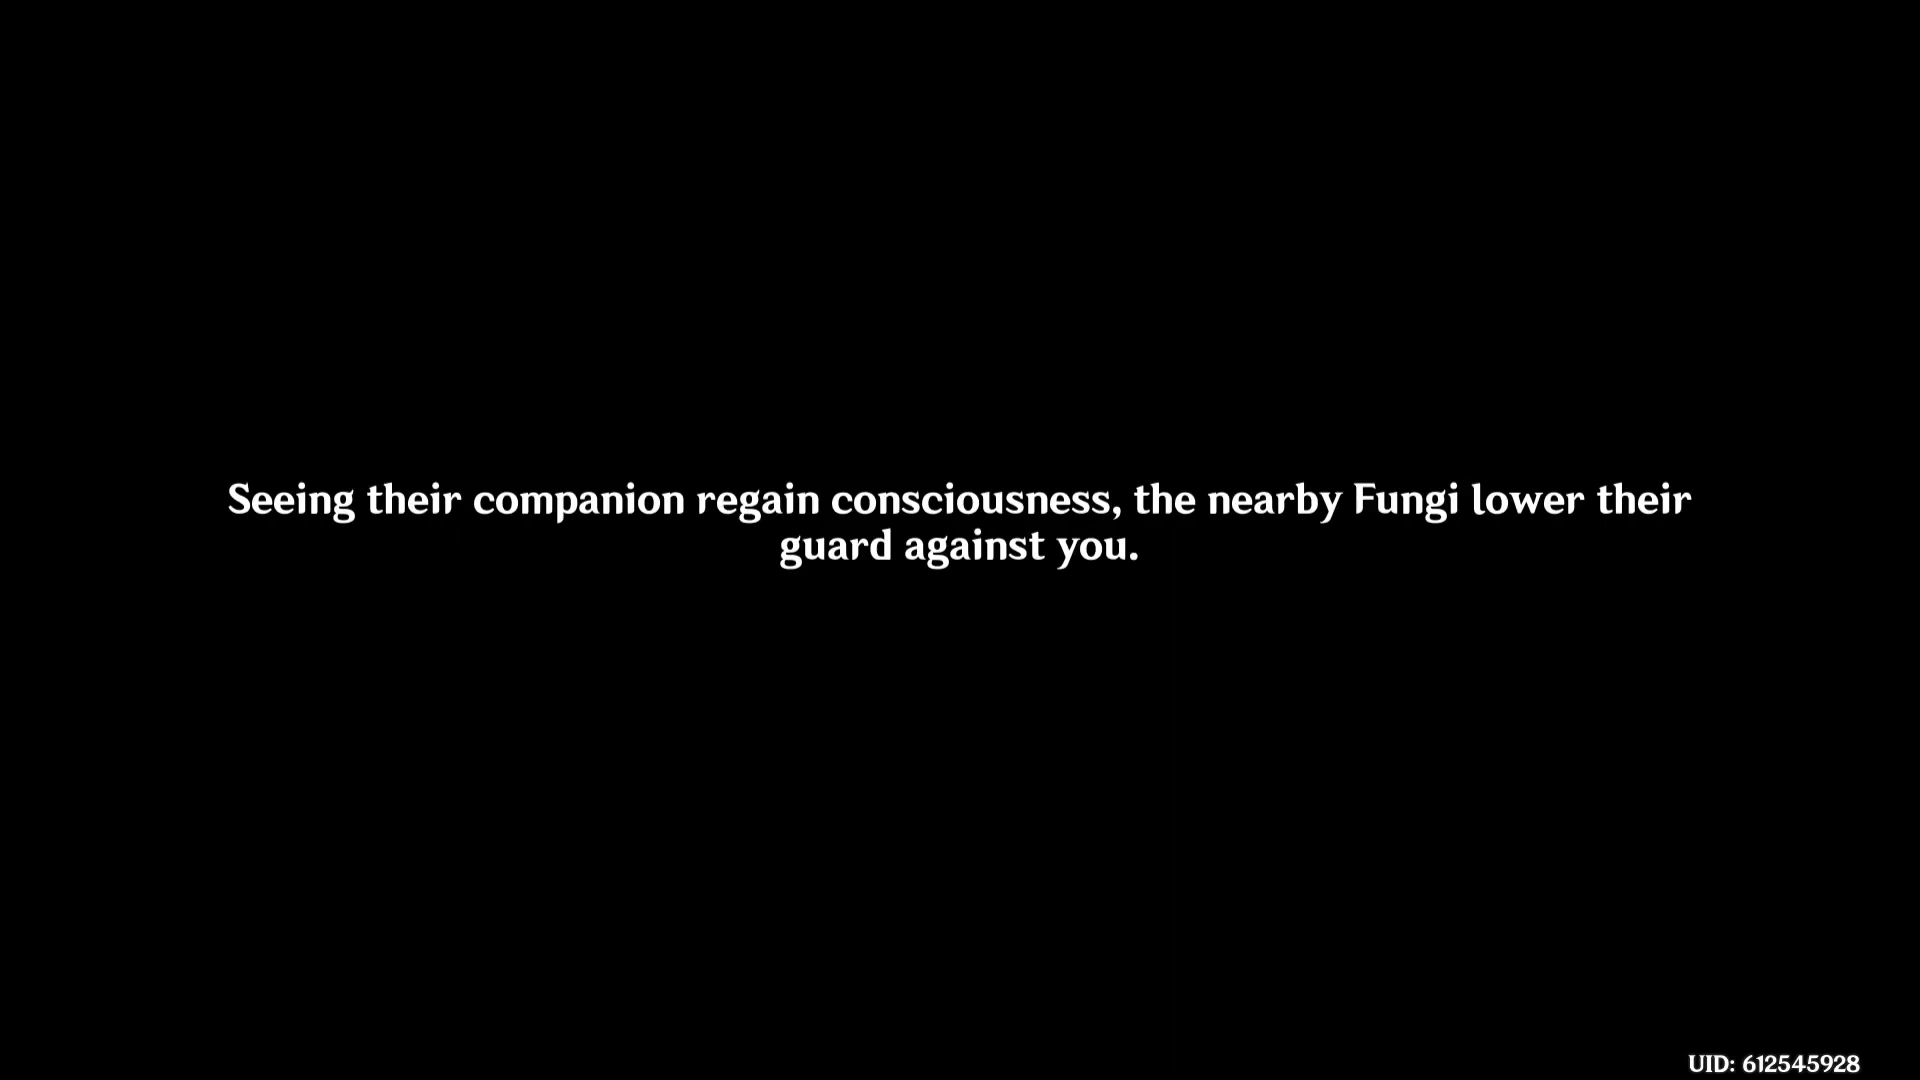 Seeing their companion regain consciousness, the nearby Fungi lower their
guard against you.
UID: 612545928